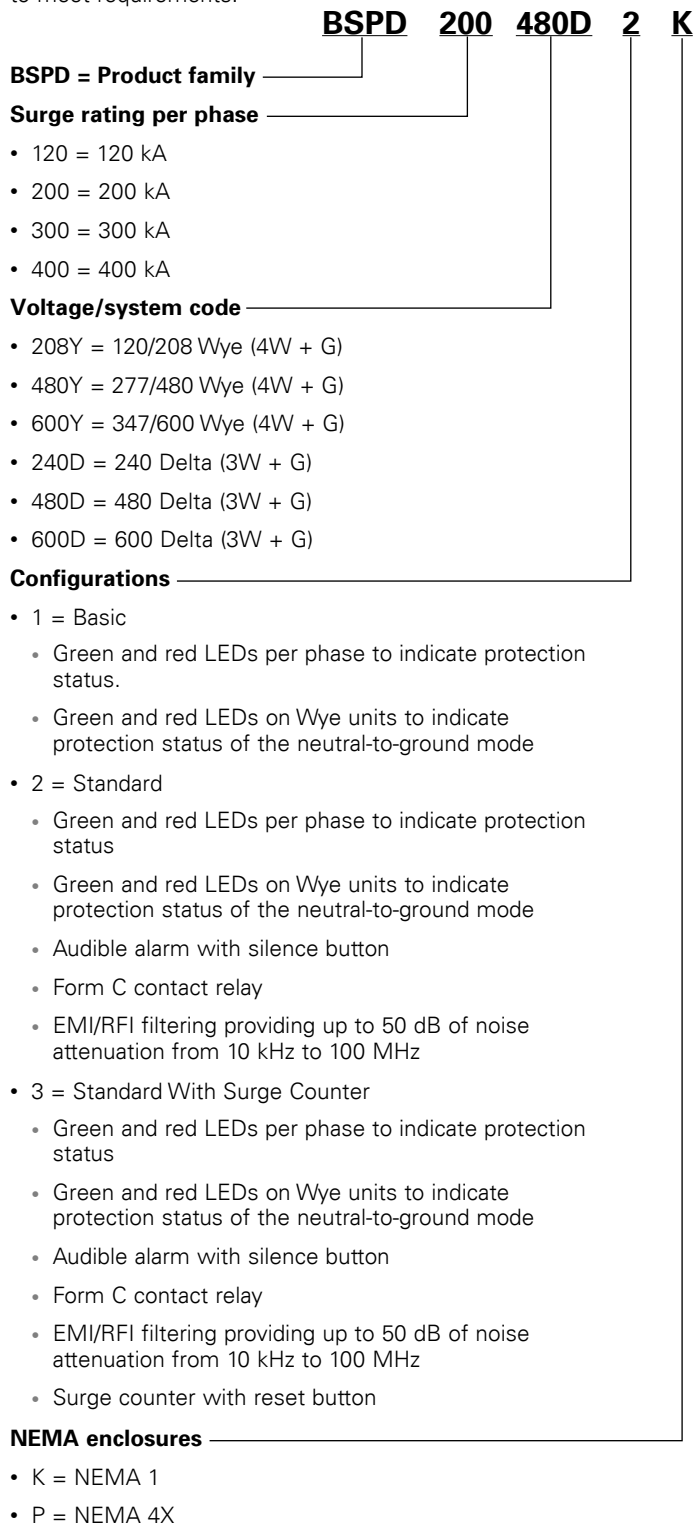 to meet requirements.
BSPD 200 480D 2 K
BSPD = Product family
Surge rating per phase
• 120 = 120 kA
• 200 = 200 kA
• 300 = 300 kA
• 400 = 400 kA
Voltage/system code
• 208Y = 120/208 Wye (4W + G)
• 480Y = 277/480 Wye (4W + G)
• 600Y = 347/600 Wye (4W + G)
• 240D = 240 Delta (3W + G)
• 480D = 480 Delta (3W + G)
• 600D = 600 Delta (3W + G)
Configurations
• 1 = Basic
• Green and red LEDs per phase to indicate protection
status.
• Green and red LEDs on Wye units to indicate
protection status of the neutral-to-ground mode
• 2 = Standard
• Green and red LEDs per phase to indicate protection
status
• Green and red LEDs on Wye units to indicate
protection status of the neutral-to-ground mode
• Audible alarm with silence button
• Form C contact relay
• EMI/RFI filtering providing up to 50 dB of noise
attenuation from 10 kHz to 100 MHz
• 3 = Standard With Surge Counter
• Green and red LEDs per phase to indicate protection
status
• Green and red LEDs on Wye units to indicate
protection status of the neutral-to-ground mode
• Audible alarm with silence button
• Form C contact relay
• EMI/RFI filtering providing up to 50 dB of noise
attenuation from 10 kHz to 100 MHz
• Surge counter with reset button
NEMA enclosures
• K = NEMA 1
• P = NEMA 4X